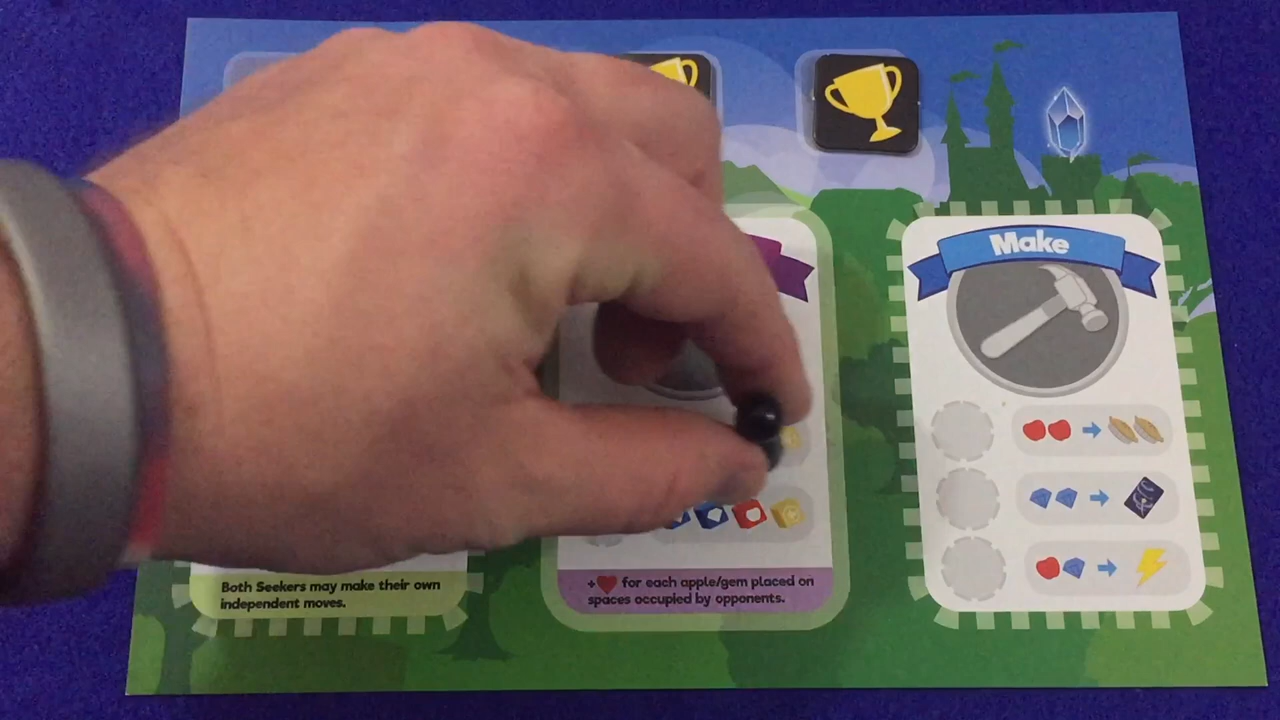 Make
Both Seekers may make their own
independent moves.
+❤ for each apple/gem placed on
spaces occupied by opponents.